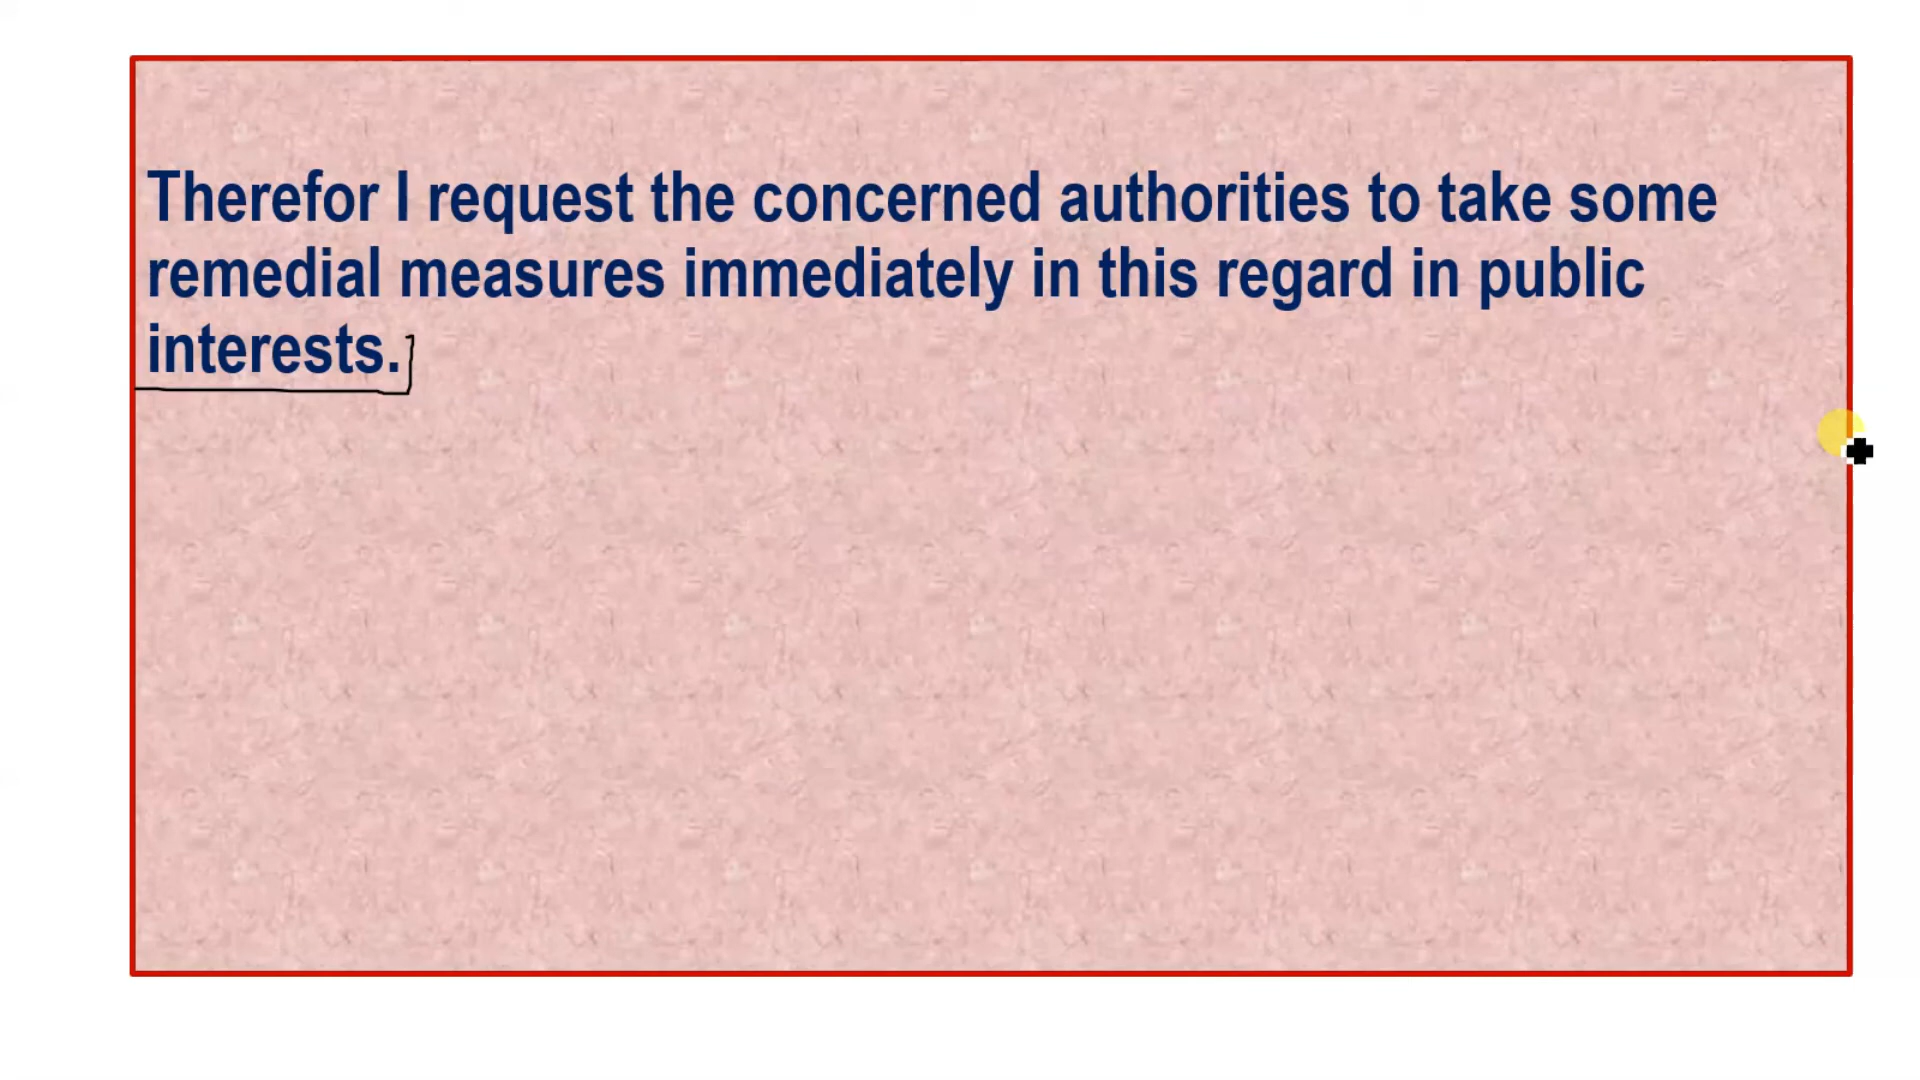 Therefor I request the concerned authorities to take some
remedial measures immediately in this regard in public
interests.